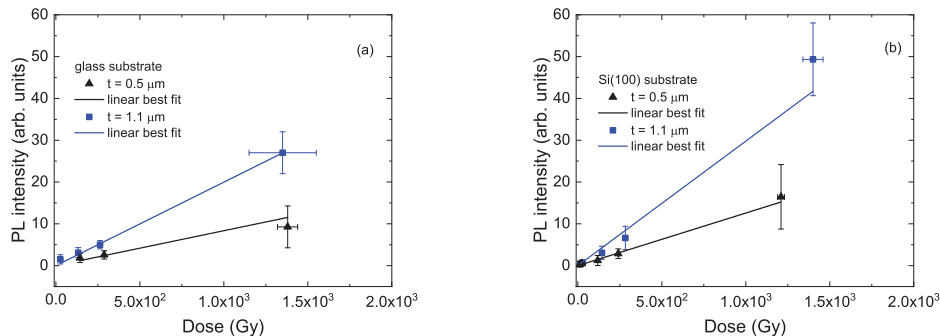 60
50
40
30
20
10
0
PL intensity (arb. units)
(a)
glass substrate
t = 0.5 μm
linear best fit
t = 1.1 μm
linear best fit
0.0
5.0x10²
1.0x10³
1.5x10³
2.0x10³
Dose (Gy)
60
50
40
30
20
10
0
PL intensity (arb. units)
(b)
Si(100) substrate
t = 0.5 μm
linear best fit
t = 1.1 μm
linear best fit
0.0
5.0x10²
1.0x10³
1.5x10³
2.0x10³
Dose (Gy)